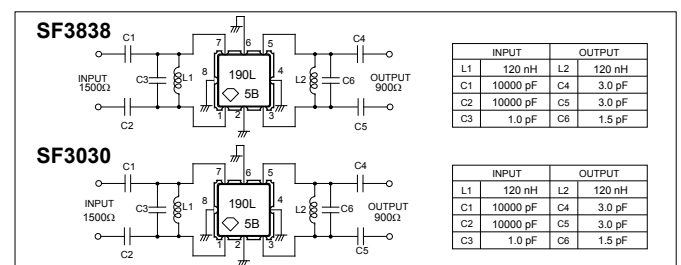 SF3838
C1
C4
7 6 5
INPUT OUTPUT
INPUT
1500Ω
C3 L1 8 190L 4 L2 C6 OUTPUT
900Ω
5B
1 2 3
C2
C5
L1 120 nH L2 120 nH
C1 10000 pF C4 3.0 pF
C2 10000 pF C5 3.0 pF
C3 1.0 pF C6 1.5 pF
SF3030
C1
C4
7 6 5
INPUT OUTPUT
INPUT
1500Ω
C3 L1 8 190L 4 L2 C6 OUTPUT
900Ω
5B
1 2 3
C2
C5
L1 120 nH L2 120 nH
C1 10000 pF C4 3.0 pF
C2 10000 pF C5 3.0 pF
C3 1.0 pF C6 1.5 pF